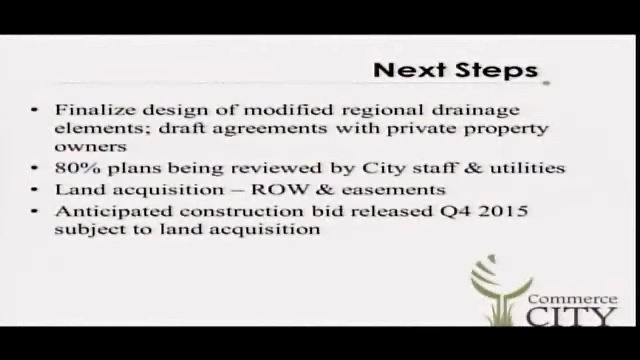 Next Steps
• Finalize design of modified regional drainage
elements; draft agreements with private property
owners
• 80% plans being reviewed by City staff & utilities
• Land acquisition – ROW & easements
• Anticipated construction bid released Q4 2015
subject to land acquisition
Commerce
CITY